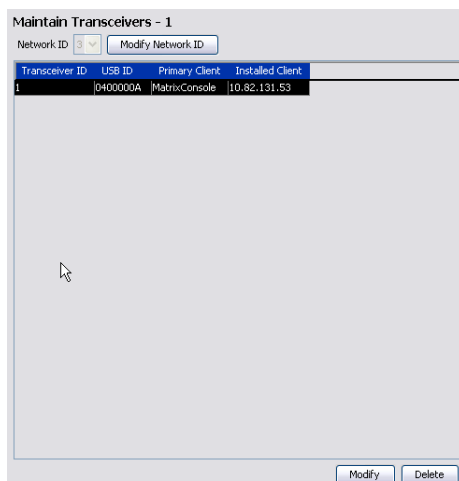 Maintain Transceivers - 1
Network ID 3 Modify Network ID
Transceiver ID USB ID Primary Client Installed Client
1 0400000A MatrixConsole 10.82.131.53
Modify Delete